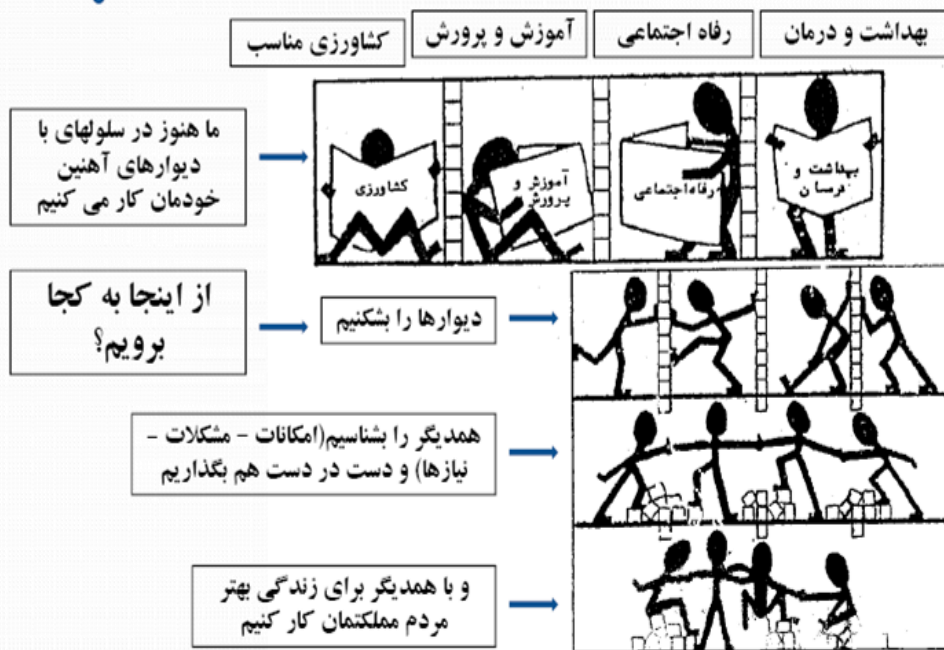 بهداشت و درمان
رفاه اجتماعی
آموزش و پرورش
کشاورزی مناسب
ما هنوز در سلولهای با
دیوارهای آهنین
خودمان کار می کنیم
بهداشت و
درمان
رفاه اجتماعی
آموزش و
پرورش
کشاورزی
از اینجا به کجا
برویم؟
دیوارها را بشکنیم
همدیگر را بشناسیم(امکانات - مشکلات -
نیازها) و دست در دست هم بگذاریم
و با همدیگر برای زندگی بهتر
مردم مملکتمان کار کنیم